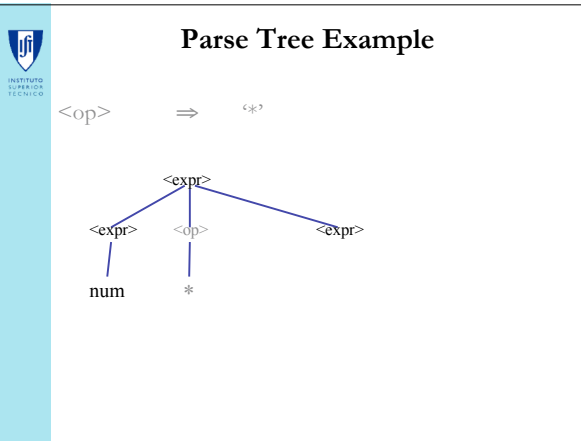 Parse Tree Example
INSTITUTO
SUPERIOR
TÉCNICO
<op> ⇒ ‘*’
<expr>
<expr> <op> <expr>
num *